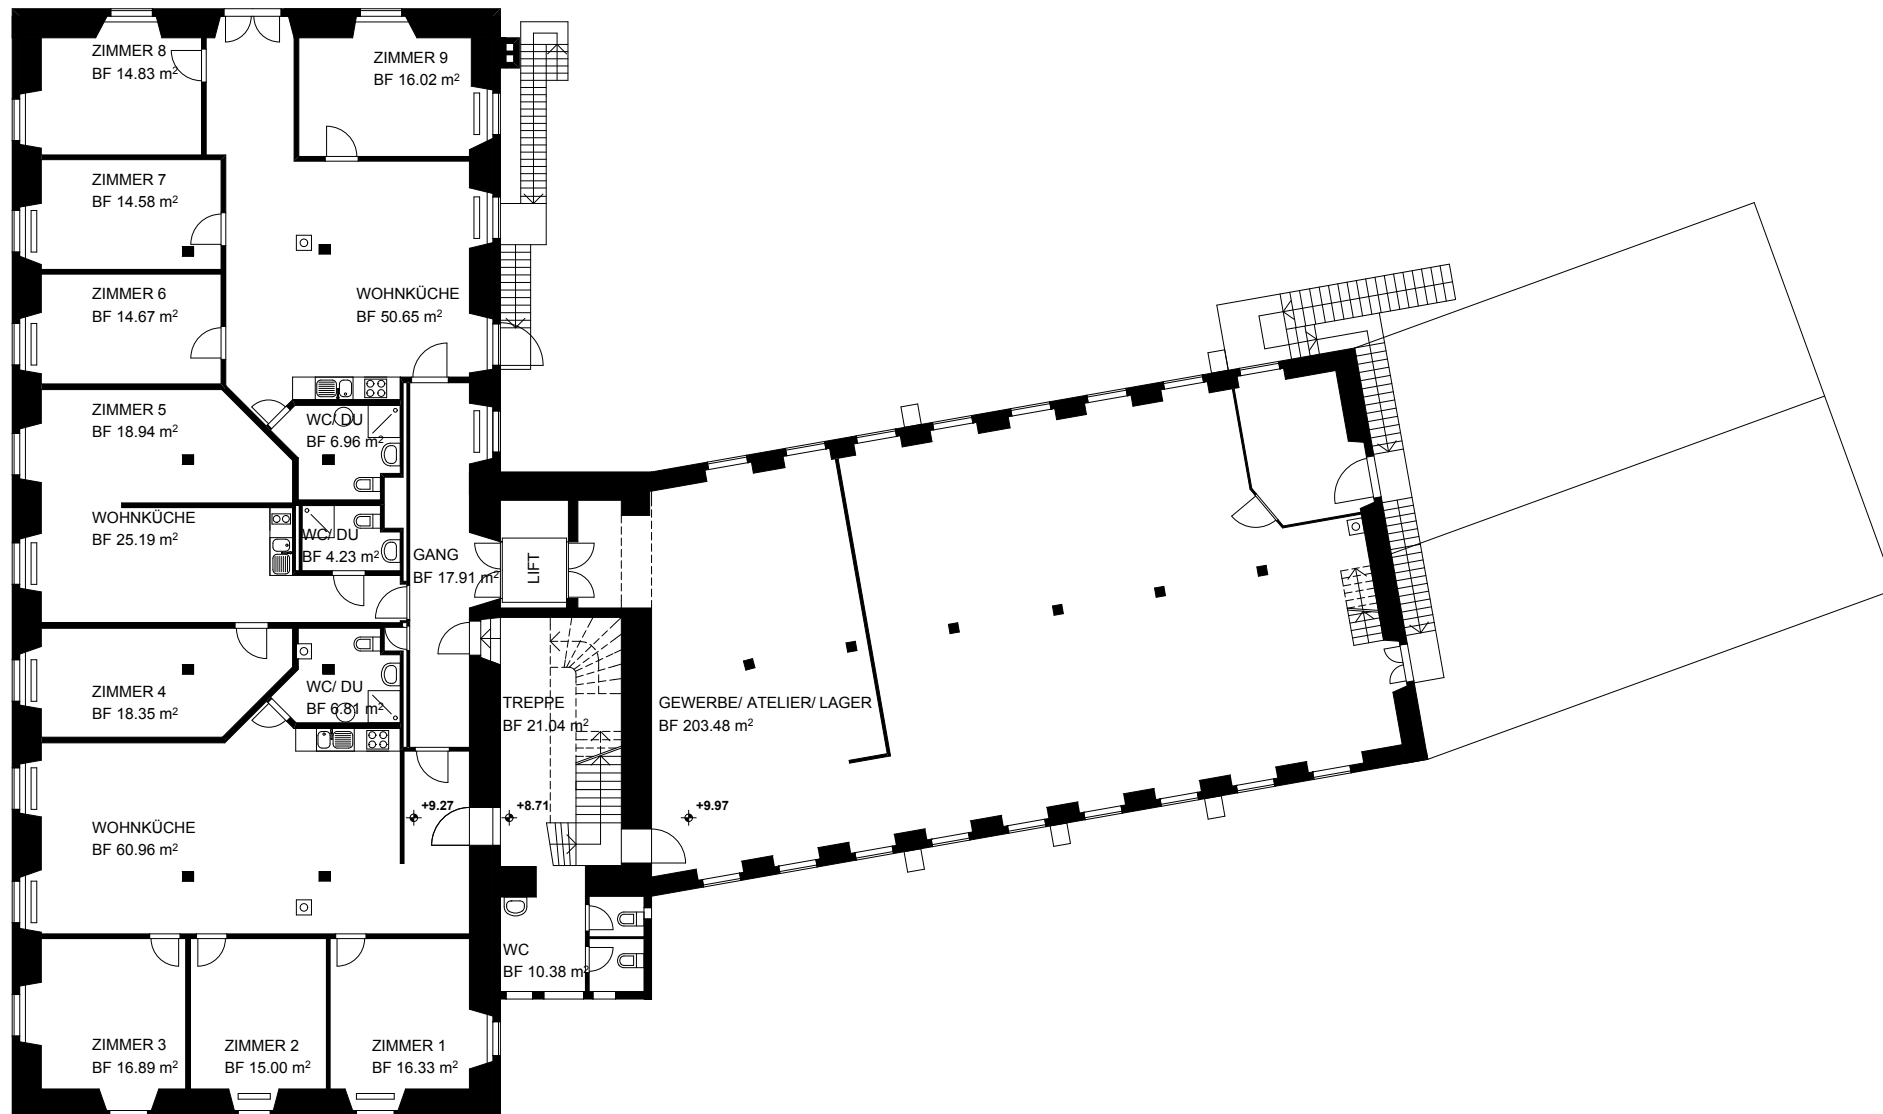 ZIMMER 8
BF 14.83 m²
ZIMMER 9
BF 16.02 m²
ZIMMER 7
BF 14.58 m²
ZIMMER 6
BF 14.67 m²
WOHNKÜCHE
BF 50.65 m²
ZIMMER 5
BF 18.94 m²
WC/ DU
BF 6.96 m²
WOHNKÜCHE
BF 25.19 m²
WC/ DU
BF 4.23 m²
GANG
BF 17.91 m²
LIFT
ZIMMER 4
BF 18.35 m²
WC/ DU
BF 6.81 m²
TREPPE
BF 21.04 m²
GEWERBE/ ATELIER/ LAGER
BF 203.48 m²
+9.27
+8.71
+9.97
WOHNKÜCHE
BF 60.96 m²
WC
BF 10.38 m²
ZIMMER 3
BF 16.89 m²
ZIMMER 2
BF 15.00 m²
ZIMMER 1
BF 16.33 m²